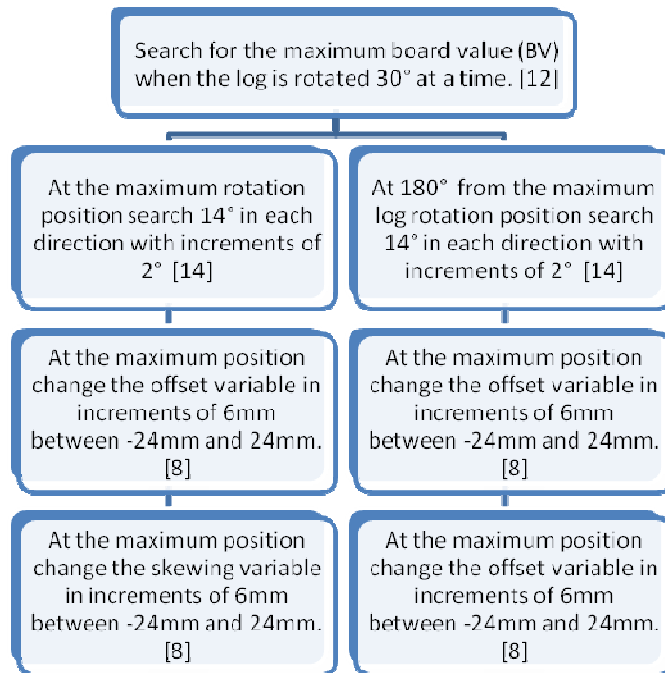 Search for the maximum board value (BV)
when the log is rotated 30° at a time. [12]
At the maximum rotation
position search 14° in each
direction with increments of
2° [14]
At 180° from the maximum
log rotation position search
14° in each direction with
increments of 2° [14]
At the maximum position
change the offset variable in
increments of 6mm
between -24mm and 24mm.
[8]
At the maximum position
change the offset variable in
increments of 6mm
between -24mm and 24mm.
[8]
At the maximum position
change the skewing variable
in increments of 6mm
between -24mm and 24mm.
[8]
At the maximum position
change the offset variable in
increments of 6mm
between -24mm and 24mm.
[8]